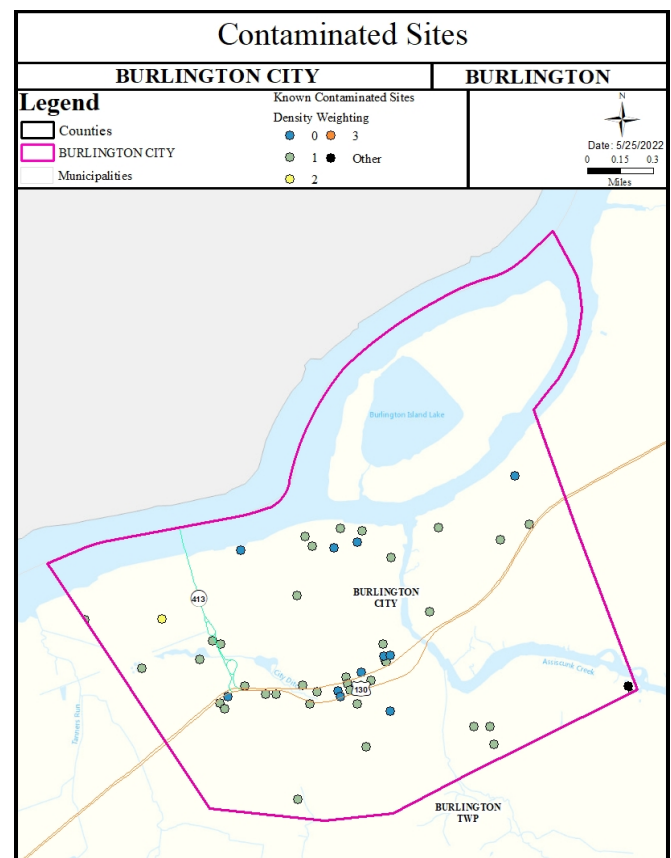 Contaminated Sites
BURLINGTON CITY
BURLINGTON
Legend
Counties
BURLINGTON CITY
Municipalities
Known Contaminated Sites
Density Weighting
0
3
1
Other
2
N
Date: 5/25/2022
0 0.15 0.3
Miles
Burlington Island Lake
BURLINGTON
CITY
413
Assiscunk Creek
130
Tanners Run
BURLINGTON
TWP